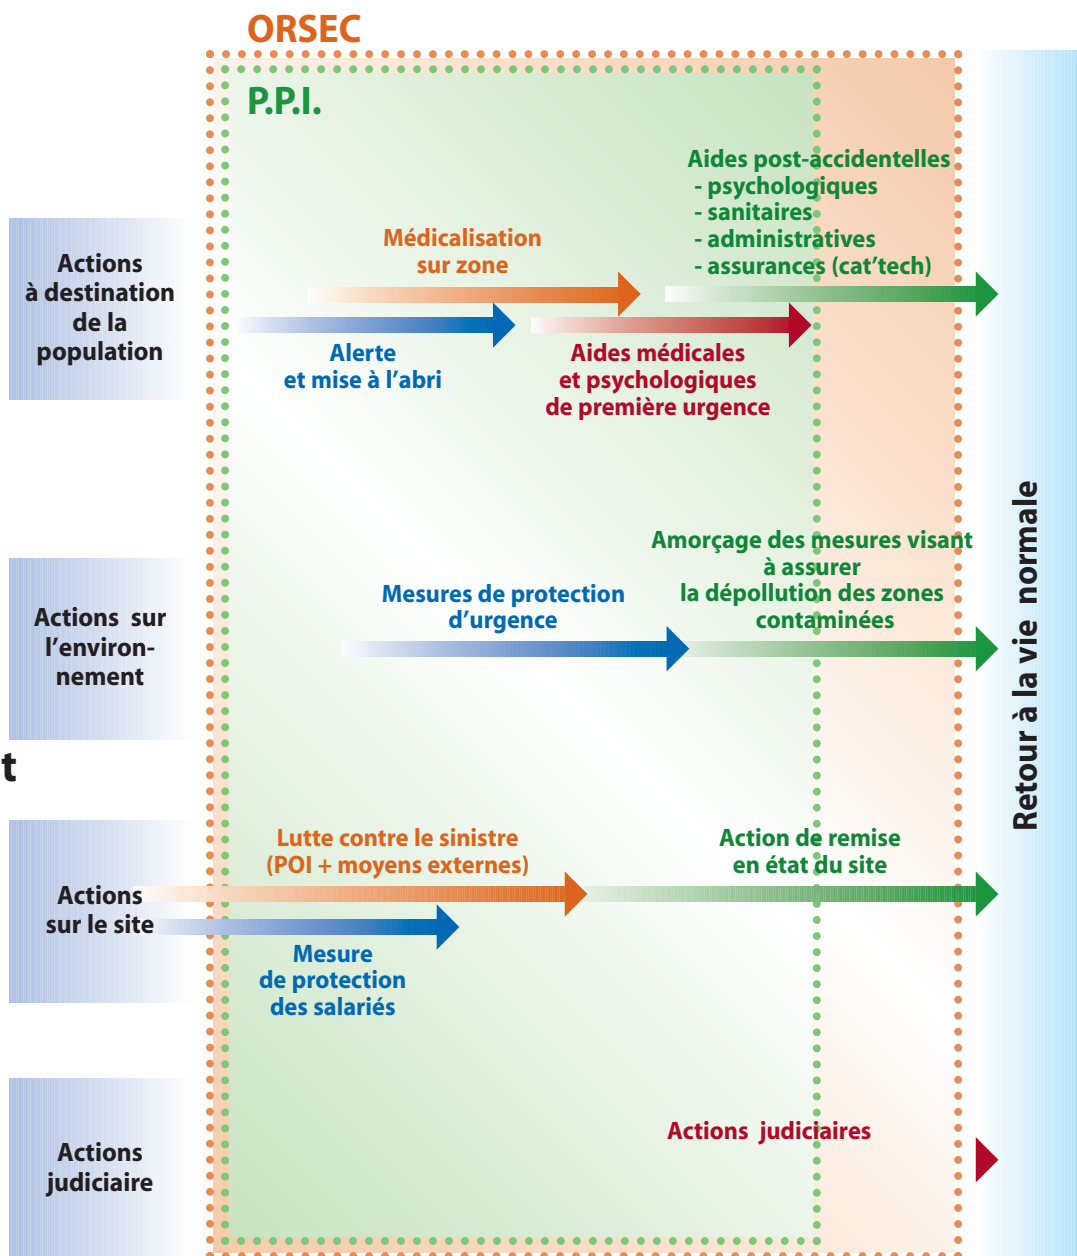 ORSEC
P.P.I.
Aides post-accidentelles
- psychologiques
- sanitaires
- administratives
- assurances (cat’tech)
Médicalisation
sur zone
Actions
à destination
de la
population
Alerte
et mise à l’abri
Aides médicales
et psychologiques
de première urgence
Retour à la vie normale
Amorçage des mesures visant
à assurer
la dépollution des zones
contaminées
Mesures de protection
d’urgence
Actions sur
l’environ-
nement
t
Lutte contre le sinistre
(POI + moyens externes)
Action de remise
en état du site
Actions
sur le site
Mesure
de protection
des salariés
Actions judiciaires
Actions
judiciaire